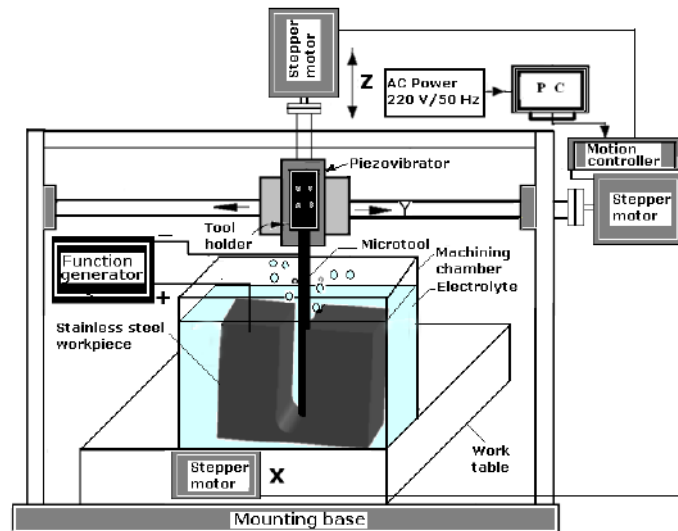 Stepper
motor
Z
AC Power
220 V/50 Hz
P C
Motion
controller
Piezovibrator
Stepper
motor
Y
Tool
holder
Microtool
Machining
chamber
Electrolyte
Function
generator
−
+
Stainless steel
workpiece
Stepper
motor
X
Work
table
Mounting base